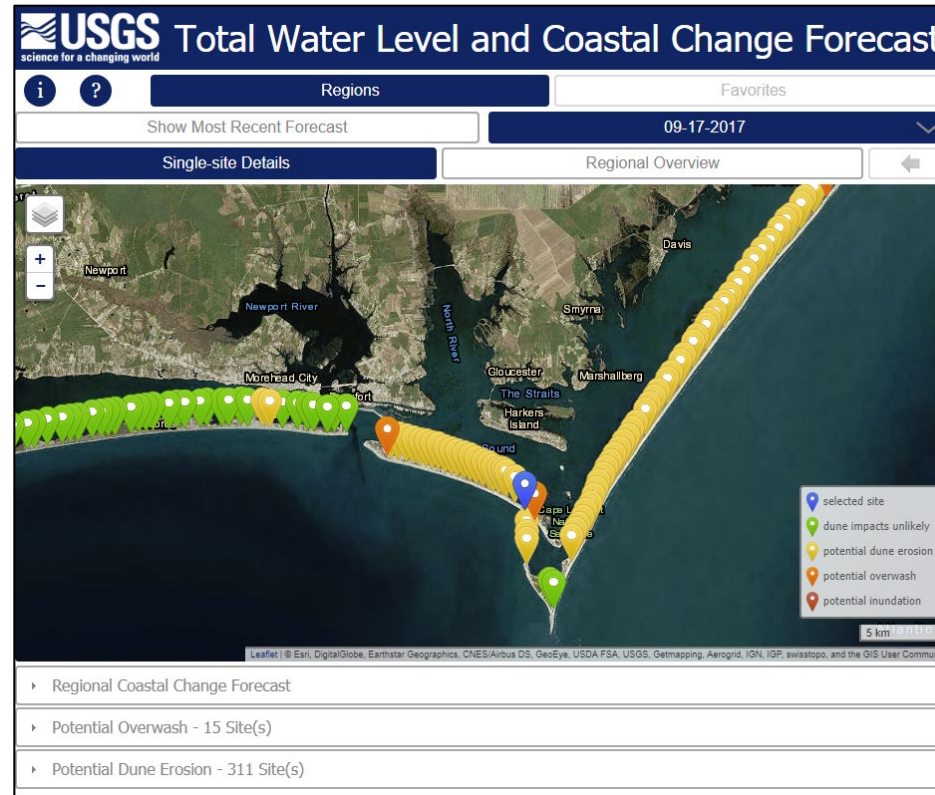 USGS
science for a changing world
Total Water Level and Coastal Change Forecast
i
?
Regions
Favorites
Show Most Recent Forecast
09-17-2017
Single-site Details
Regional Overview
+
−
Newport
Newport River
North River
Davis
Smyrna
Gloucester
Marshallberg
Morehead City
The Straits
Harkers
Island
selected site
dune impacts unlikely
potential dune erosion
potential overwash
potential inundation
5 km
Leaflet | © Esri, DigitalGlobe, Earthstar Geographics, CNES/Airbus DS, GeoEye, USDA FSA, USGS, Getmapping, Aerogrid, IGN, IGP, swisstopo, and the GIS User Commu
Regional Coastal Change Forecast
Potential Overwash - 15 Site(s)
Potential Dune Erosion - 311 Site(s)